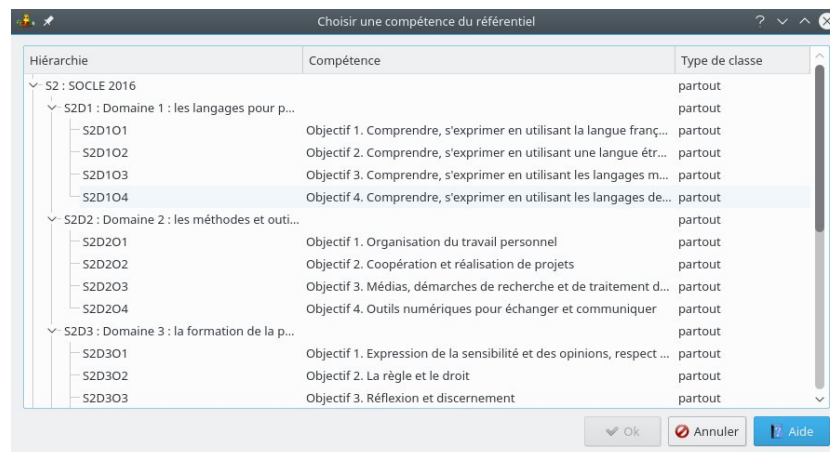 Choisir une compétence du référentiel
Hiérarchie Compétence Type de classe
S2 : SOCLE 2016 partout
S2D1 : Domaine 1 : les langages pour p... partout
S2D1O1 Objectif 1. Comprendre, s'exprimer en utilisant la langue franç... partout
S2D1O2 Objectif 2. Comprendre, s'exprimer en utilisant une langue étr... partout
S2D1O3 Objectif 3. Comprendre, s'exprimer en utilisant les langages m... partout
S2D1O4 Objectif 4. Comprendre, s'exprimer en utilisant les langages de... partout
S2D2 : Domaine 2 : les méthodes et outi... partout
S2D2O1 Objectif 1. Organisation du travail personnel partout
S2D2O2 Objectif 2. Coopération et réalisation de projets partout
S2D2O3 Objectif 3. Médias, démarches de recherche et de traitement d... partout
S2D2O4 Objectif 4. Outils numériques pour échanger et communiquer partout
S2D3 : Domaine 3 : la formation de la p... partout
S2D3O1 Objectif 1. Expression de la sensibilité et des opinions, respect ... partout
S2D3O2 Objectif 2. La règle et le droit partout
S2D3O3 Objectif 3. Réflexion et discernement partout
Ok Annuler Aide